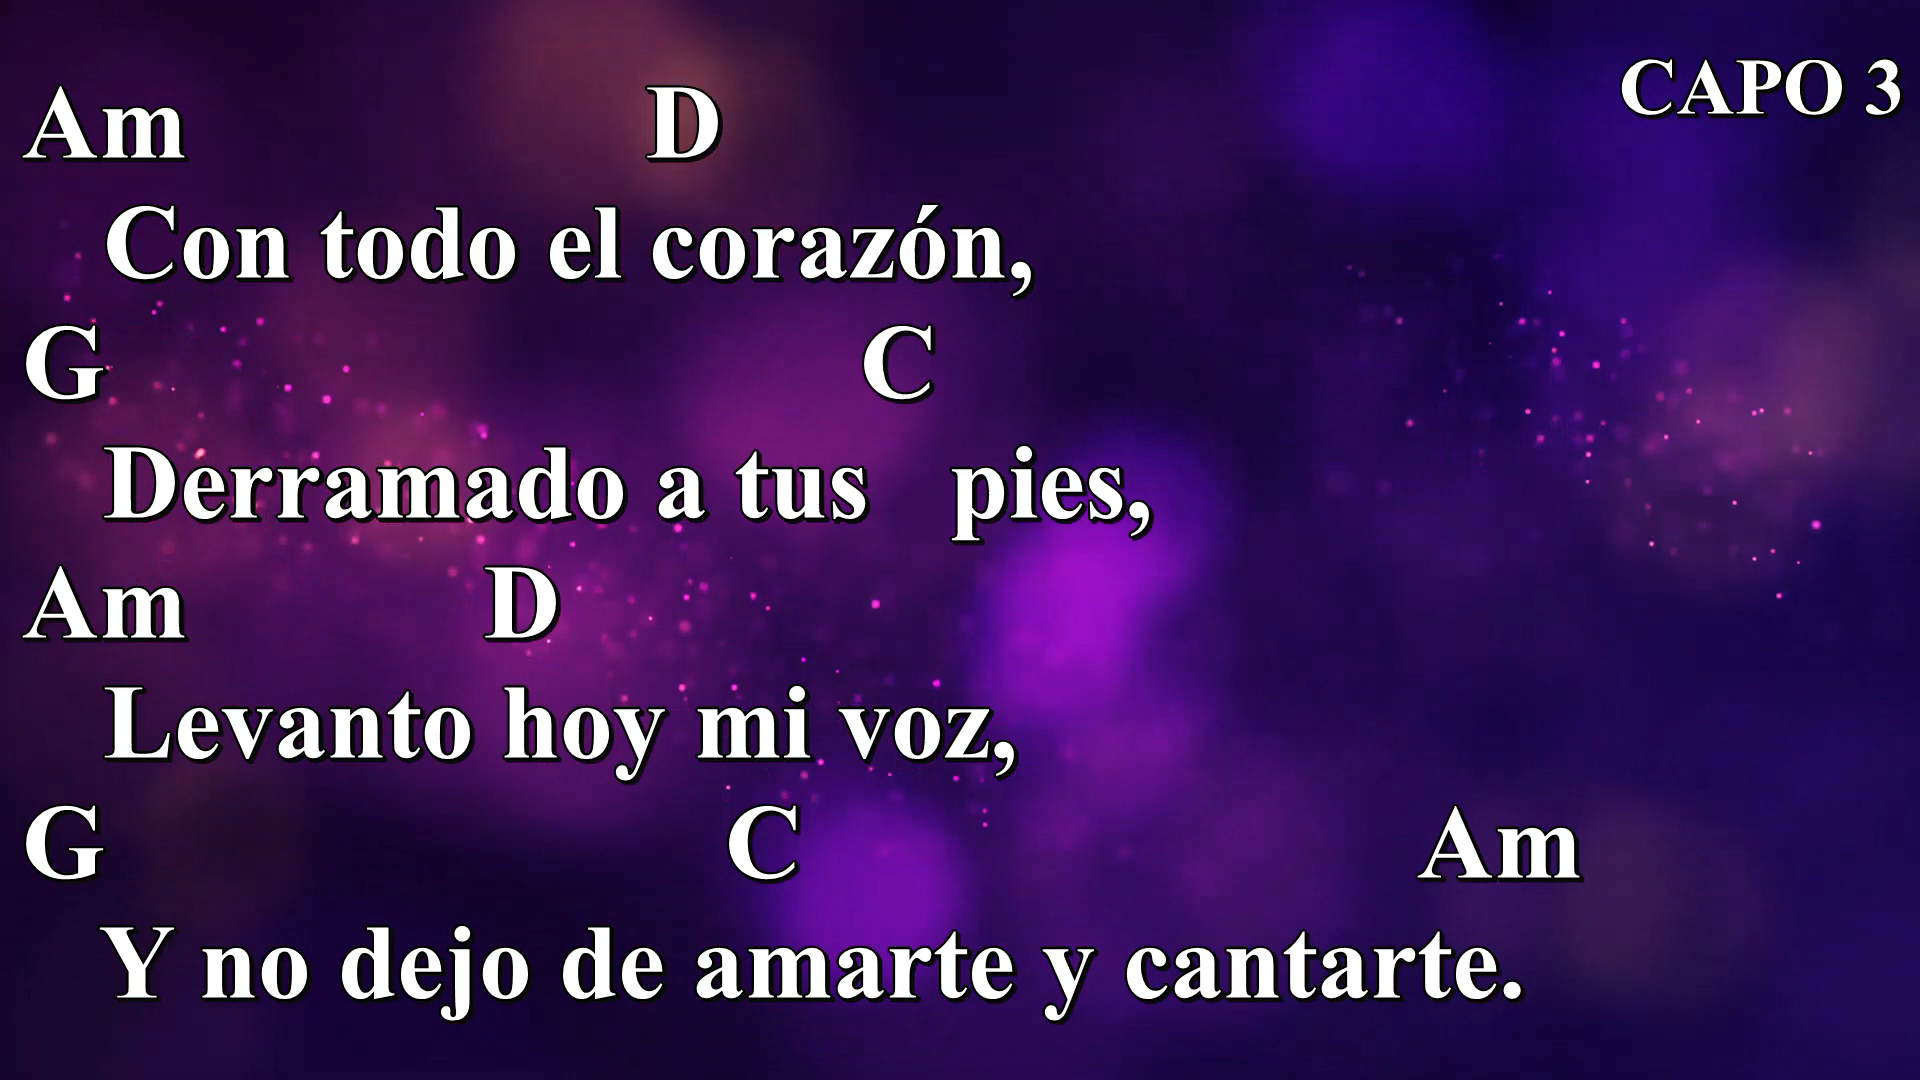 CAPO 3
Am D
Con todo el corazón,
G C
Derramado a tus pies,
Am D
Levanto hoy mi voz,
G C Am
Y no dejo de amarte y cantarte.